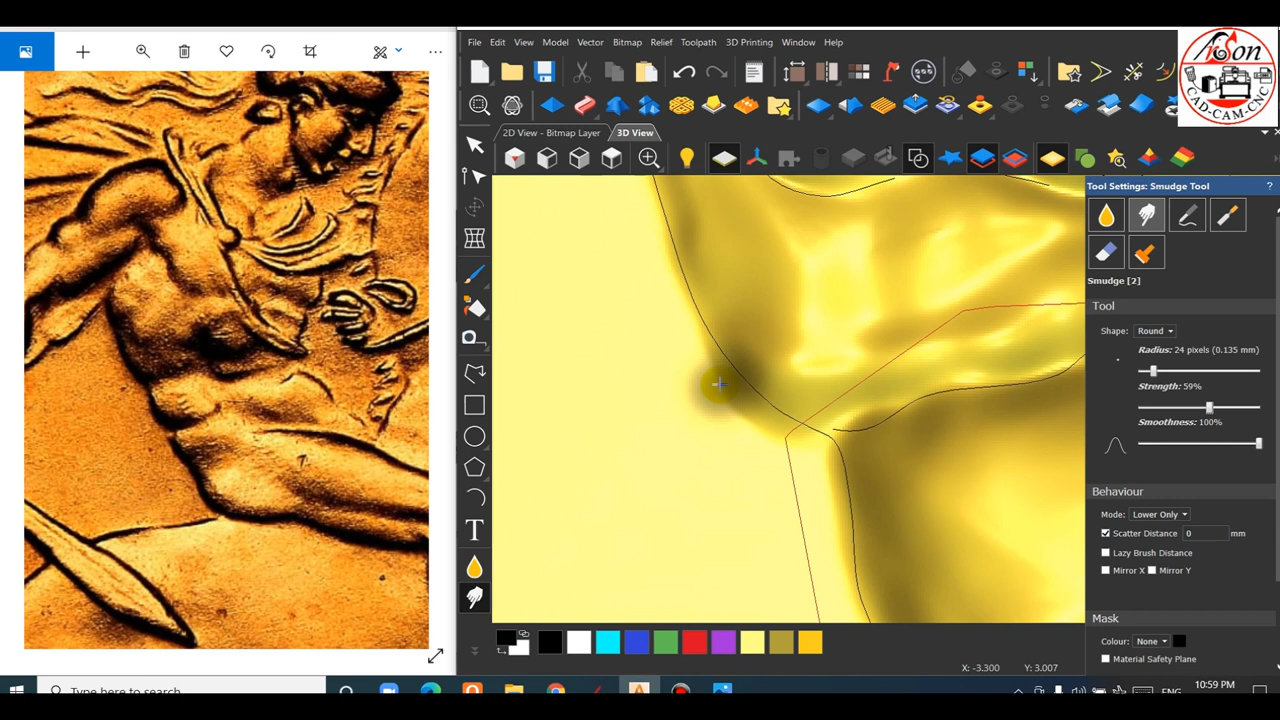 File Edit View Model Vector Bitmap Relief Toolpath 3D Printing Window Help
AiSon
CAD-CAM-CNC
2D View - Bitmap Layer 3D View
Tool Settings: Smudge Tool ?
Smudge [2]
Tool
Shape: Round
Radius: 24 pixels (0.135 mm)
Strength: 59%
Smoothness: 100%
Behaviour
Mode: Lower Only
Scatter Distance 0 mm
Lazy Brush Distance
Mirror X Mirror Y
Mask
Colour: None
Material Safety Plane
X: -3.300 Y: 3.007
Type here to search
ENG
10:59 PM